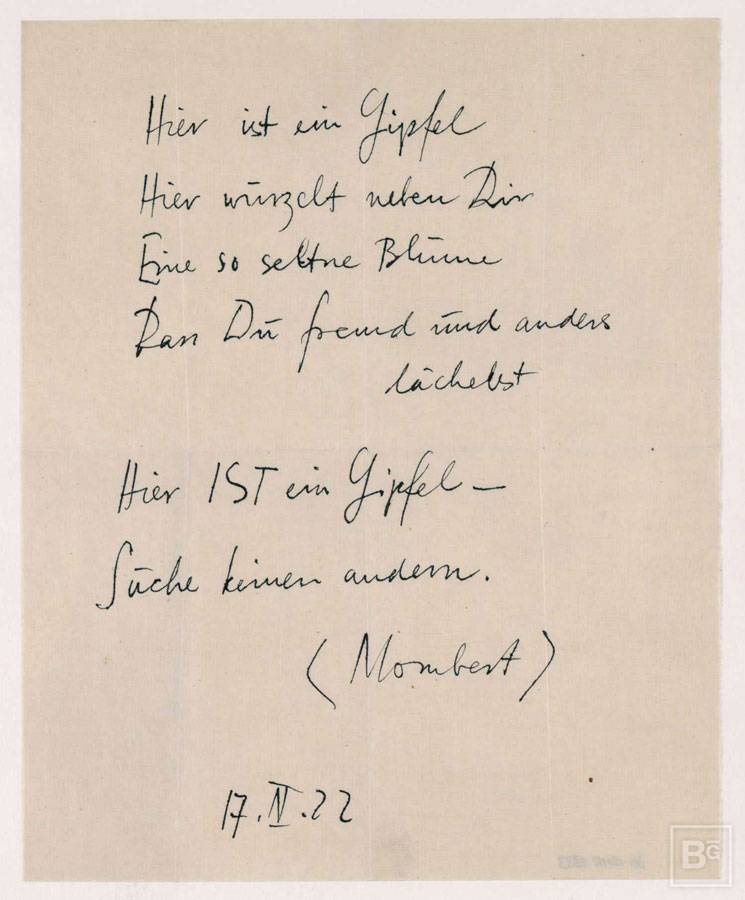 Hier ist ein Gipfel
Hier wurzelt neben Dir
Eine so seltne Blume
Dass Du fremd und anders
lächelst
Hier IST ein Gipfel –
Suche keinen andern.
(Mombert)
17. IV. 22
BG